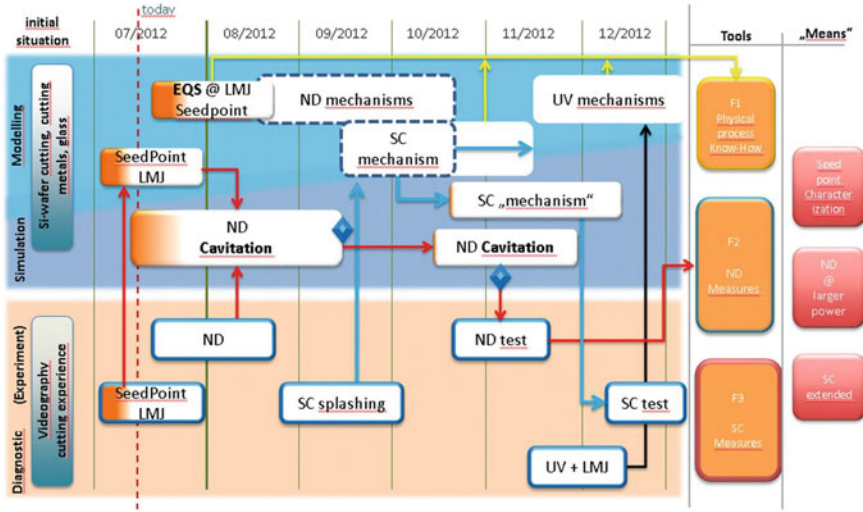 today
initial
situation
07/2012
08/2012
09/2012
10/2012
11/2012
12/2012
Tools
„Means"
Modelling
Si-wafer cutting, cutting
metals, glass
EQS @ LMJ
Seedpoint
ND mechanisms
UV mechanisms
F1
Physical
process
Know-How
SC
mechanism
SeedPoint
LMJ
SC „mechanism“
Seed
point
Character
ization
Simulation
ND
Cavitation
ND Cavitation
F2
ND
Measures
ND
@
larger
power
Diagnostic (Experiment)
Videography
cutting experience
ND
ND test
SeedPoint
LMJ
SC splashing
SC test
F3
SC
Measures
SC
extended
UV + LMJ